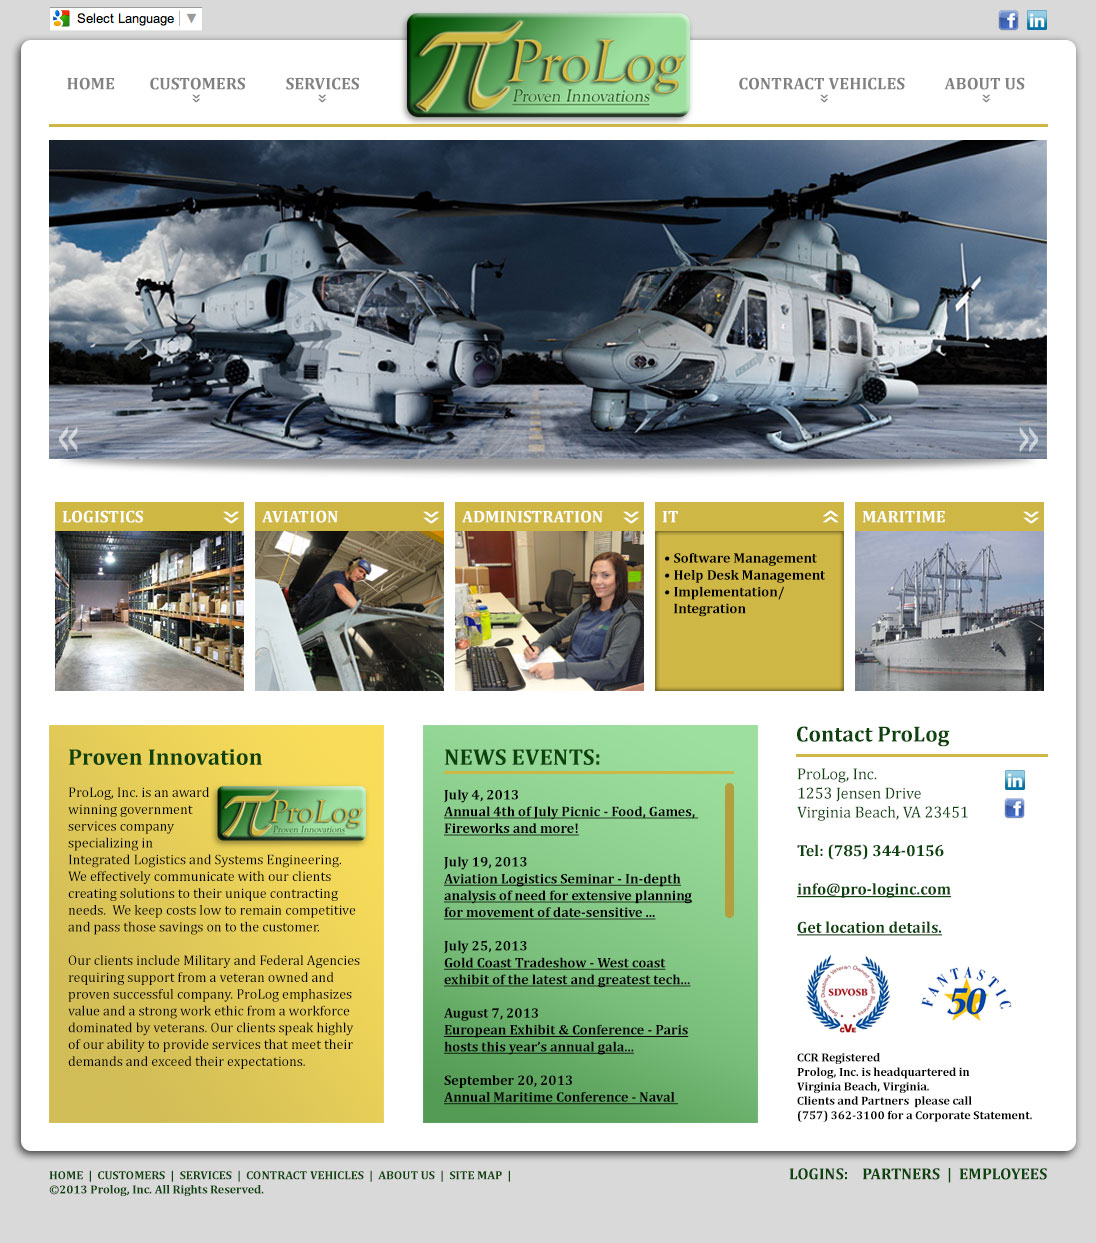 Select Language ▼
HOME
CUSTOMERS
SERVICES
ProLog
Proven Innovations
CONTRACT VEHICLES
ABOUT US
LOGISTICS
AVIATION
ADMINISTRATION
IT
MARITIME
• Software Management
• Help Desk Management
• Implementation/
Integration
Proven Innovation
ProLog, Inc. is an award
winning government
services company
specializing in
Integrated Logistics and Systems Engineering.
We effectively communicate with our clients
creating solutions to their unique contracting
needs.  We keep costs low to remain competitive
and pass those savings on to the customer.
ProLog
Proven Innovations
Our clients include Military and Federal Agencies
requiring support from a veteran owned and
proven successful company. ProLog emphasizes
value and a strong work ethic from a workforce
dominated by veterans. Our clients speak highly
of our ability to provide services that meet their
demands and exceed their expectations.
NEWS EVENTS:
July 4, 2013
Annual 4th of July Picnic - Food, Games,
Fireworks and more!
July 19, 2013
Aviation Logistics Seminar - In-depth
analysis of need for extensive planning
for movement of date-sensitive ...
July 25, 2013
Gold Coast Tradeshow - West coast
exhibit of the latest and greatest tech...
August 7, 2013
European Exhibit & Conference - Paris
hosts this year's annual gala...
September 20, 2013
Annual Maritime Conference - Naval
Contact ProLog
ProLog, Inc.
1253 Jensen Drive
Virginia Beach, VA 23451
Tel: (785) 344-0156
info@pro-loginc.com
Get location details.
Service Disabled Veteran Owned Small Business
SDVOSB
CVE
FANTASTIC
50
CCR Registered
Prolog, Inc. is headquartered in
Virginia Beach, Virginia.
Clients and Partners  please call
(757) 362-3100 for a Corporate Statement.
HOME | CUSTOMERS | SERVICES | CONTRACT VEHICLES | ABOUT US | SITE MAP |
©2013 Prolog, Inc. All Rights Reserved.
LOGINS: PARTNERS | EMPLOYEES